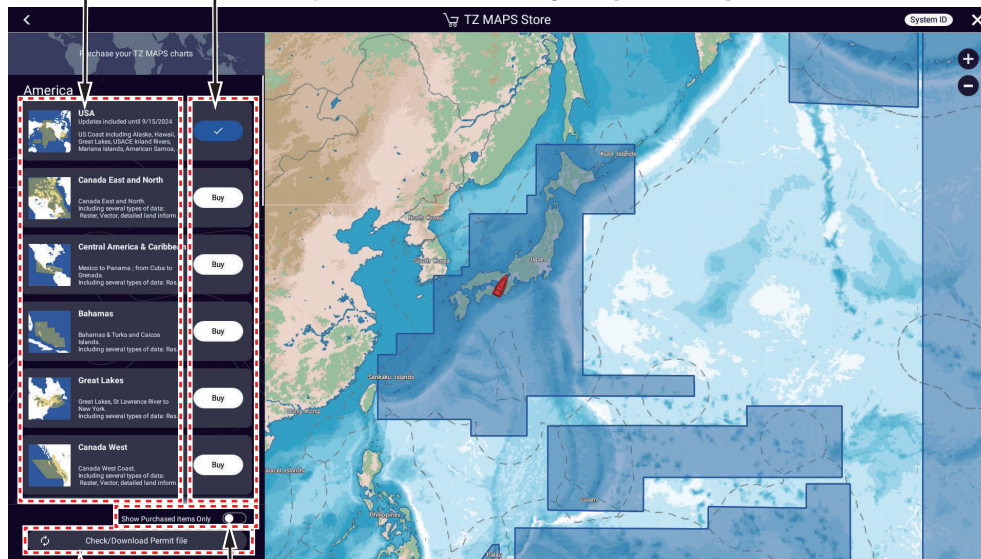 TZ MAPS Store
System ID
Purchase your TZ MAPS charts
America
USA
Updates included until 9/15/2024
US Coast including Alaska, Hawaii,
Great Lakes, USACE Inland Rivers,
Mariana Islands, American Samoa,
Canada East and North
Canada East and North.
Including several types of data:
Raster, Vector, detailed land inform
Buy
Central America & Caribbean
Mexico to Panama ; from Cuba to
Grenada.
Including several types of data: Ras
Buy
Bahamas
Bahamas & Turks and Caicos
Islands.
Including several types of data: Ras
Buy
Great Lakes
Great Lakes, St Lawrence River to
New York.
Including several types of data: Ras
Buy
Canada West
Canada West Coast.
Including several types of data:
Raster, Vector, detailed land inform
Buy
Show Purchased Items Only
Check/Download Permit file
Kuril Islands
North Korea
South Korea
Japan
Senkaku Islands
Hong Kong
Paracel Islands
Guam
Philippines
Palau